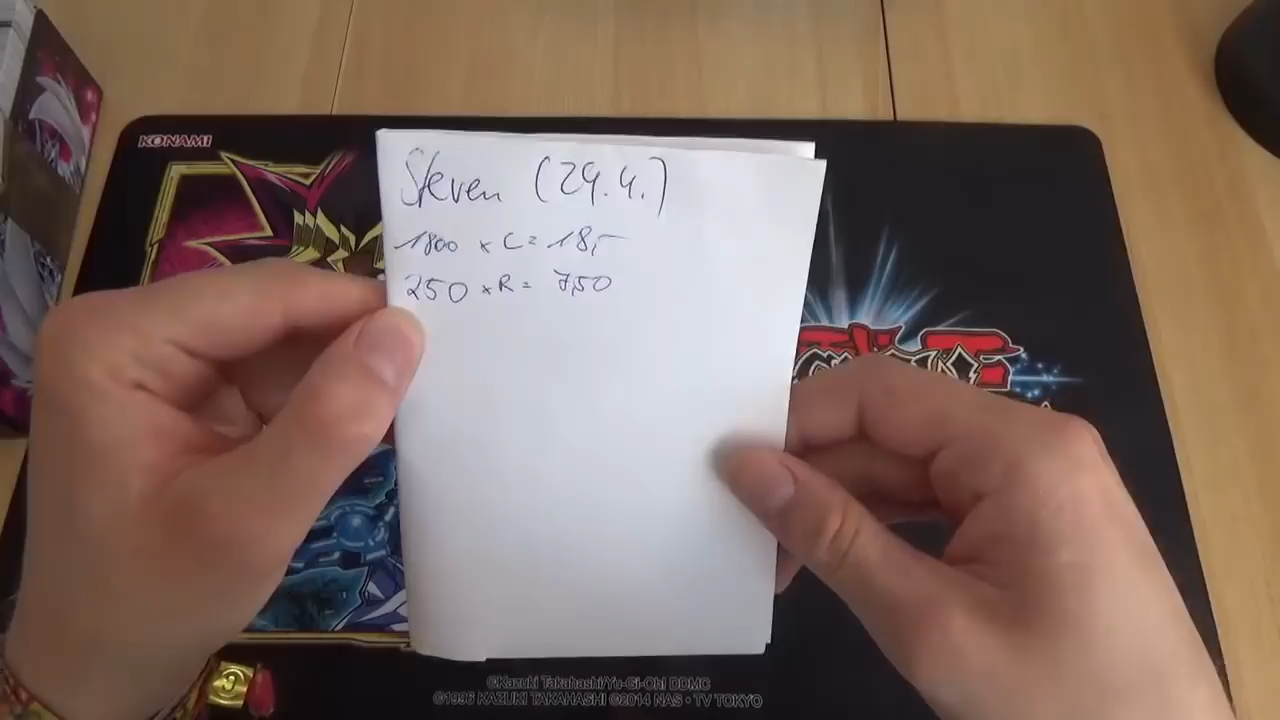 KONAMI
Steven (29.4.)
1800 x C = 18,-
250 x R = 7,50
©Kazuki Takahashi/Yu-Gi-Oh! DDMC
©1996 KAZUKI TAKAHASHI ©2014 NAS • TV TOKYO